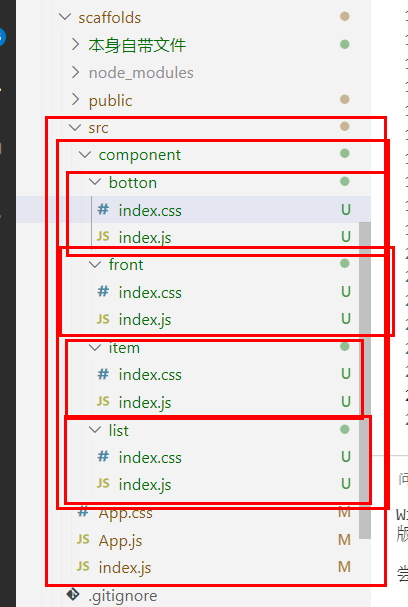 scaffolds
本身自带文件
node_modules
public
src
component
botton
# index.css U
JS index.js U
front
# index.css U
JS index.js U
item
# index.css U
JS index.js U
list
# index.css U
JS index.js U
# App.css M
JS App.js M
JS index.js M
.gitignore